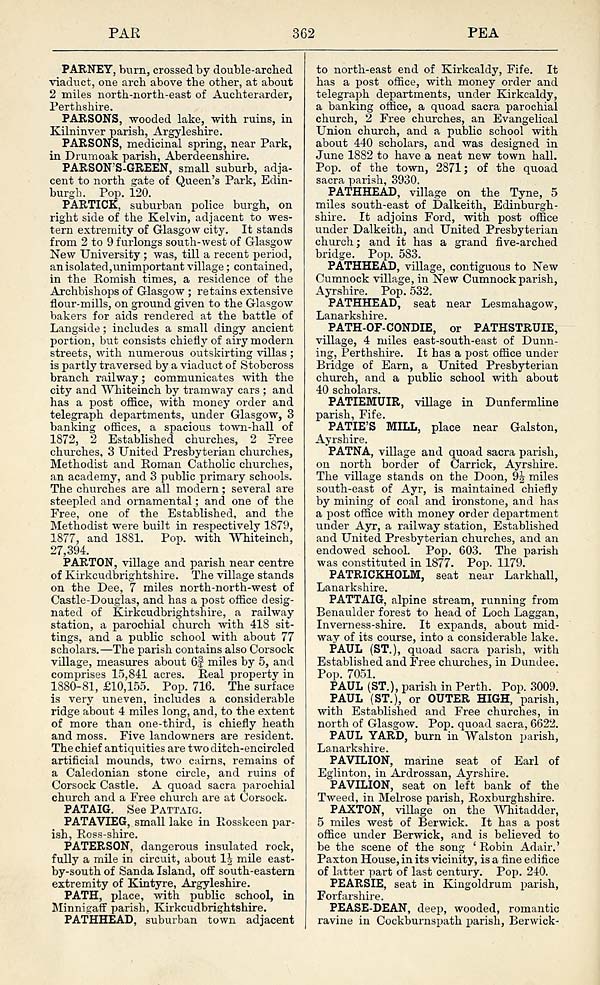 PAR 362 PEA
PARNEY, burn, crossed by double-arched
viaduct, one arch above the other, at about
2 miles north-north-east of Auchterarder,
Perthshire.
PARSONS, wooded lake, with ruins, in
Kilninver parish, Argyleshire.
PARSONS, medicinal spring, near Park,
in Drumoak parish, Aberdeenshire.
PARSON'S-GREEN, small suburb, adja-
cent to north gate of Queen's Park, Edin-
burgh. Pop. 120.
PARTICK, suburban police burgh, on
right side of the Kelvin, adjacent to wes-
tern extremity of Glasgow city. It stands
from 2 to 9 furlongs south-west of Glasgow
New University; was, till a recent period,
an isolated, unimportant village; contained,
in the Romish times, a residence of the
Archbishops of Glasgow; retains extensive
flour-mills, on ground given to the Glasgow
bakers for aids rendered at the battle of
Langside; includes a small dingy ancient
portion, but consists chiefly of airy modern
streets, with numerous outskirting villas;
is partly traversed by a viaduct of Stobcross
branch railway; communicates with the
city and Whiteinch by tramway cars; and
has a post office, with money order and
telegraph departments, under Glasgow, 3
banking offices, a spacious town-hall of
1872, 2 Established churches, 2 Free
churches, 3 United Presbyterian churches,
Methodist and Roman Catholic churches,
an academy, and 3 public primary schools.
The churches are all modern; several are
steepled and ornamental; and one of the
Free, one of the Established, and the
Methodist were built in respectively 1879,
1877, and 1881. Pop. with Whiteinch,
27,394.
PARTON, village and parish near centre
of Kirkcudbrightshire. The village stands
on the Dee, 7 miles north-north-west of
Castle-Douglas, and has a post office desig-
nated of Kirkcudbrightshire, a railway
station, a parochial church with 418 sit-
tings, and a public school with about 77
scholars.—The parish contains also Corsock
village, measures about 6¾ miles by 5, and
comprises 15,841 acres. Real property in
1880-81, £10,155. Pop. 716. The surface
is very uneven, includes a considerable
ridge about 4 miles long, and, to the extent
of more than one-third, is chiefly heath
and moss. Five landowners are resident.
The chief antiquities are two ditch-encircled
artificial mounds, two cairns, remains of
a Caledonian stone circle, and ruins of
Corsock Castle. A quoad sacra parochial
church and a Free church are at Corsock.
PATAIG. See PATTAIG.
PATAVIEG, small lake in Rosskeen par-
ish, Ross-shire.
PATERSON, dangerous insulated rock,
fully a mile in circuit, about 1½ mile east-
by-south of Sanda Island, off south-eastern
extremity of Kintyre, Argyleshire.
PATH, place, with public school, in
Minnigaff parish, Kirkcudbrightshire.
PATHHEAD, suburban town adjacent
to north-east end of Kirkcaldy, Fife. It
has a post office, with money order and
telegraph departments, under Kirkcaldy,
a banking office, a quoad sacra parochial
church, 2 Free churches, an Evangelical
Union church, and a public school with
about 440 scholars, and was designed in
June 1882 to have a neat new town hall.
Pop. of the town, 2871; of the quoad
sacra parish, 3930.
PATHHEAD, village on the Tyne, 5
miles south-east of Dalkeith, Edinburgh-
shire. It adjoins Ford, with post office
under Dalkeith, and United Presbyterian
church; and it has a grand five-arched
bridge. Pop. 583.
PATHHEAD, village, contiguous to New
Cumnock village, in New Cumnock parish,
Ayrshire. Pop. 532.
PATHHEAD, seat near Lesmahagow,
Lanarkshire.
PATH-OF-CONDIE, or PATHSTRUIE,
village, 4 miles east-south-east of Dunn-
ing, Perthshire. It has a post office under
Bridge of Earn, a United Presbyterian
church, and a public school with about
40 scholars.
PATIEMUIR, village in Dunfermline
parish, Fife.
PATIE'S MILL, place near Galston,
Ayrshire.
PATNA, village and quoad sacra parish,
on north border of Carrick, Ayrshire.
The village stands on the Doon, 9½ miles
south-east of Ayr, is maintained chiefly
by mining of coal and ironstone, and has
a post office with money order department
under Ayr, a railway station, Established
and United Presbyterian churches, and an
endowed school. Pop. 603. The parish
was constituted in 1877. Pop. 1179.
PATRICKHOLM, seat near Larkhall,
Lanarkshire.
PATTAIG, alpine stream, running from
Benaulder forest to head of Loch Laggan,
Inverness-shire. It expands, about mid-
way of its course, into a considerable lake.
PAUL (ST.), quoad sacra parish, with
Established and Free churches, in Dundee.
Pop. 7051.
PAUL (ST.), parish in Perth. Pop. 3009.
PAUL (ST.), or OUTER HIGH, parish,
with Established and Free churches, in
north of Glasgow. Pop. quoad sacra, 6622.
PAUL YARD, burn in Walston parish,
Lanarkshire.
PAVILION, marine seat of Earl of
Eglinton, in Ardrossan, Ayrshire.
PAVILION, seat on left bank of the
Tweed, in Melrose parish, Roxburghshire.
PAXTON, village on the Whitadder,
5 miles west of Berwick. It has a post
office under Berwick, and is believed to
be the scene of the song 'Robin Adair.'
Paxton House, in its vicinity, is a fine edifice
of latter part of last century. Pop. 240.
PEARSIE, seat in Kingoldrum parish,
Forfarshire.
PEASE-DEAN, deep, wooded, romantic
ravine in Cockburnspath parish, Berwick-